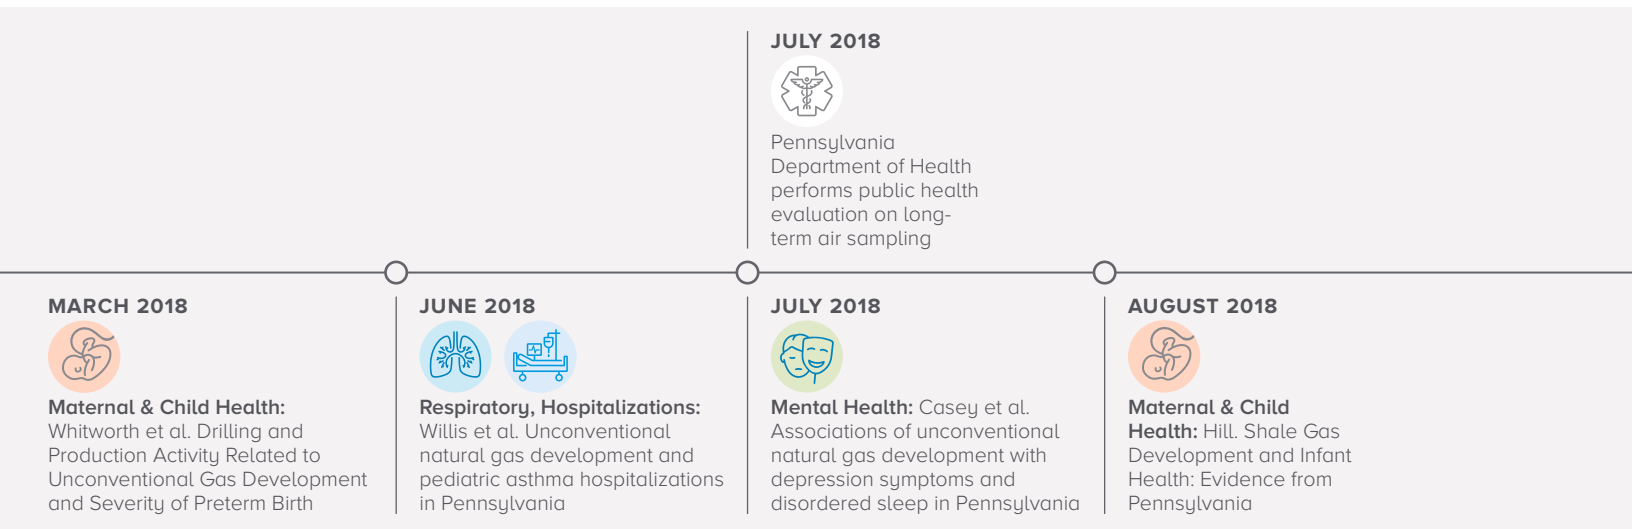 JULY 2018
Pennsylvania
Department of Health
performs public health
evaluation on long-
term air sampling
MARCH 2018
Maternal & Child Health:
Whitworth et al. Drilling and
Production Activity Related to
Unconventional Gas Development
and Severity of Preterm Birth
JUNE 2018
Respiratory, Hospitalizations:
Willis et al. Unconventional
natural gas development and
pediatric asthma hospitalizations
in Pennsylvania
JULY 2018
Mental Health: Casey et al.
Associations of unconventional
natural gas development with
depression symptoms and
disordered sleep in Pennsylvania
AUGUST 2018
Maternal & Child
Health: Hill. Shale Gas
Development and Infant
Health: Evidence from
Pennsylvania